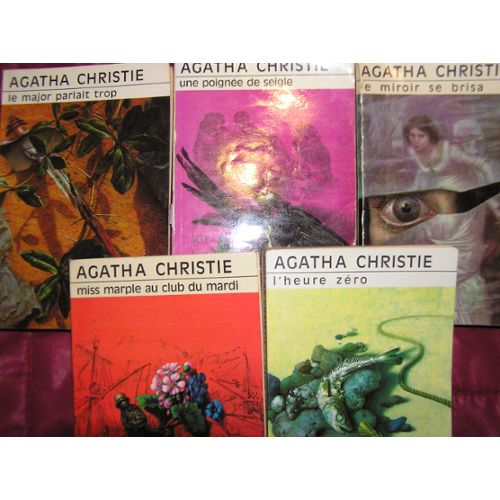 AGATHA CHRISTIE
le major parlait trop
AGATHA CHRISTIE
une poignée de seigle
AGATHA CHRISTI
e miroir se brisa
AGATHA CHRISTIE
miss marple au club du mardi
AGATHA CHRISTIE
l'heure zéro